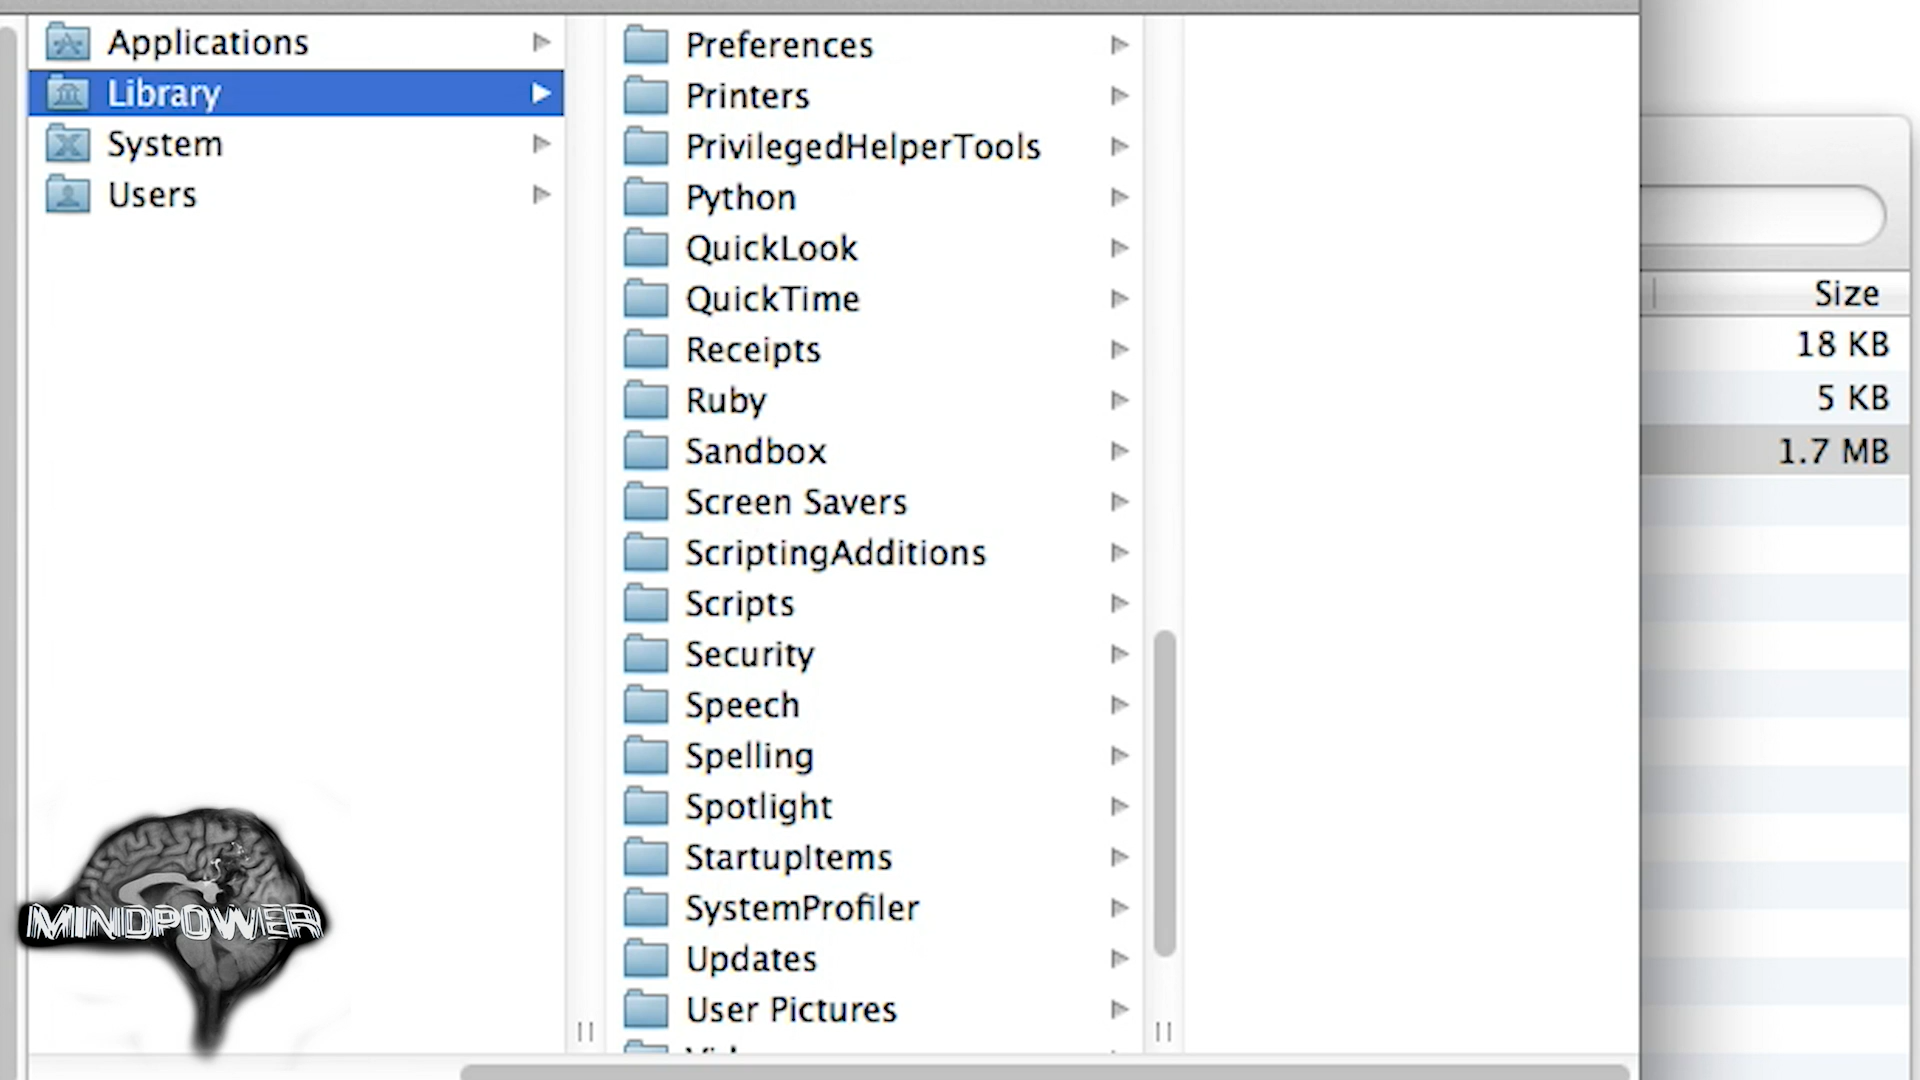 Applications
Library
System
Users
Preferences
Printers
PrivilegedHelperTools
Python
QuickLook
QuickTime
Receipts
Ruby
Sandbox
Screen Savers
ScriptingAdditions
Scripts
Security
Speech
Spelling
Spotlight
StartupItems
SystemProfiler
Updates
User Pictures
Size
18 KB
5 KB
1.7 MB
MINDPOWER